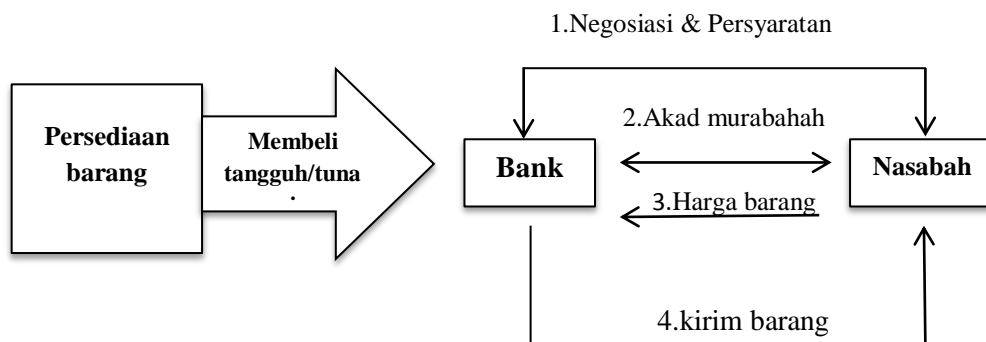 1.Negosiasi & Persyaratan
Persediaan
barang
Membeli
tangguh/tuna
.
2.Akad murabahah
Bank
Nasabah
3.Harga barang
4.kirim barang